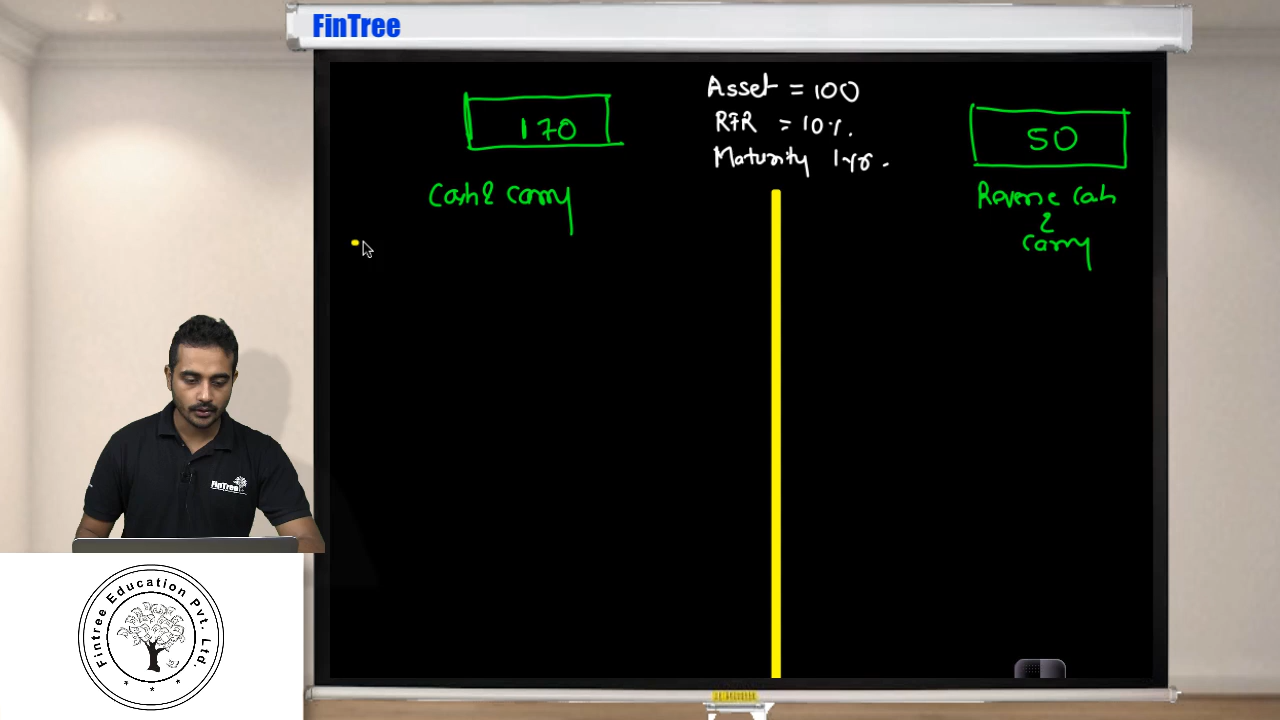 FinTree
Asset = 100
RFR = 10%.
Maturity 1yr.
170
Cash & carry
50
Reverse Cash
&
carry
FinTree
Fintree Education Pvt. Ltd.